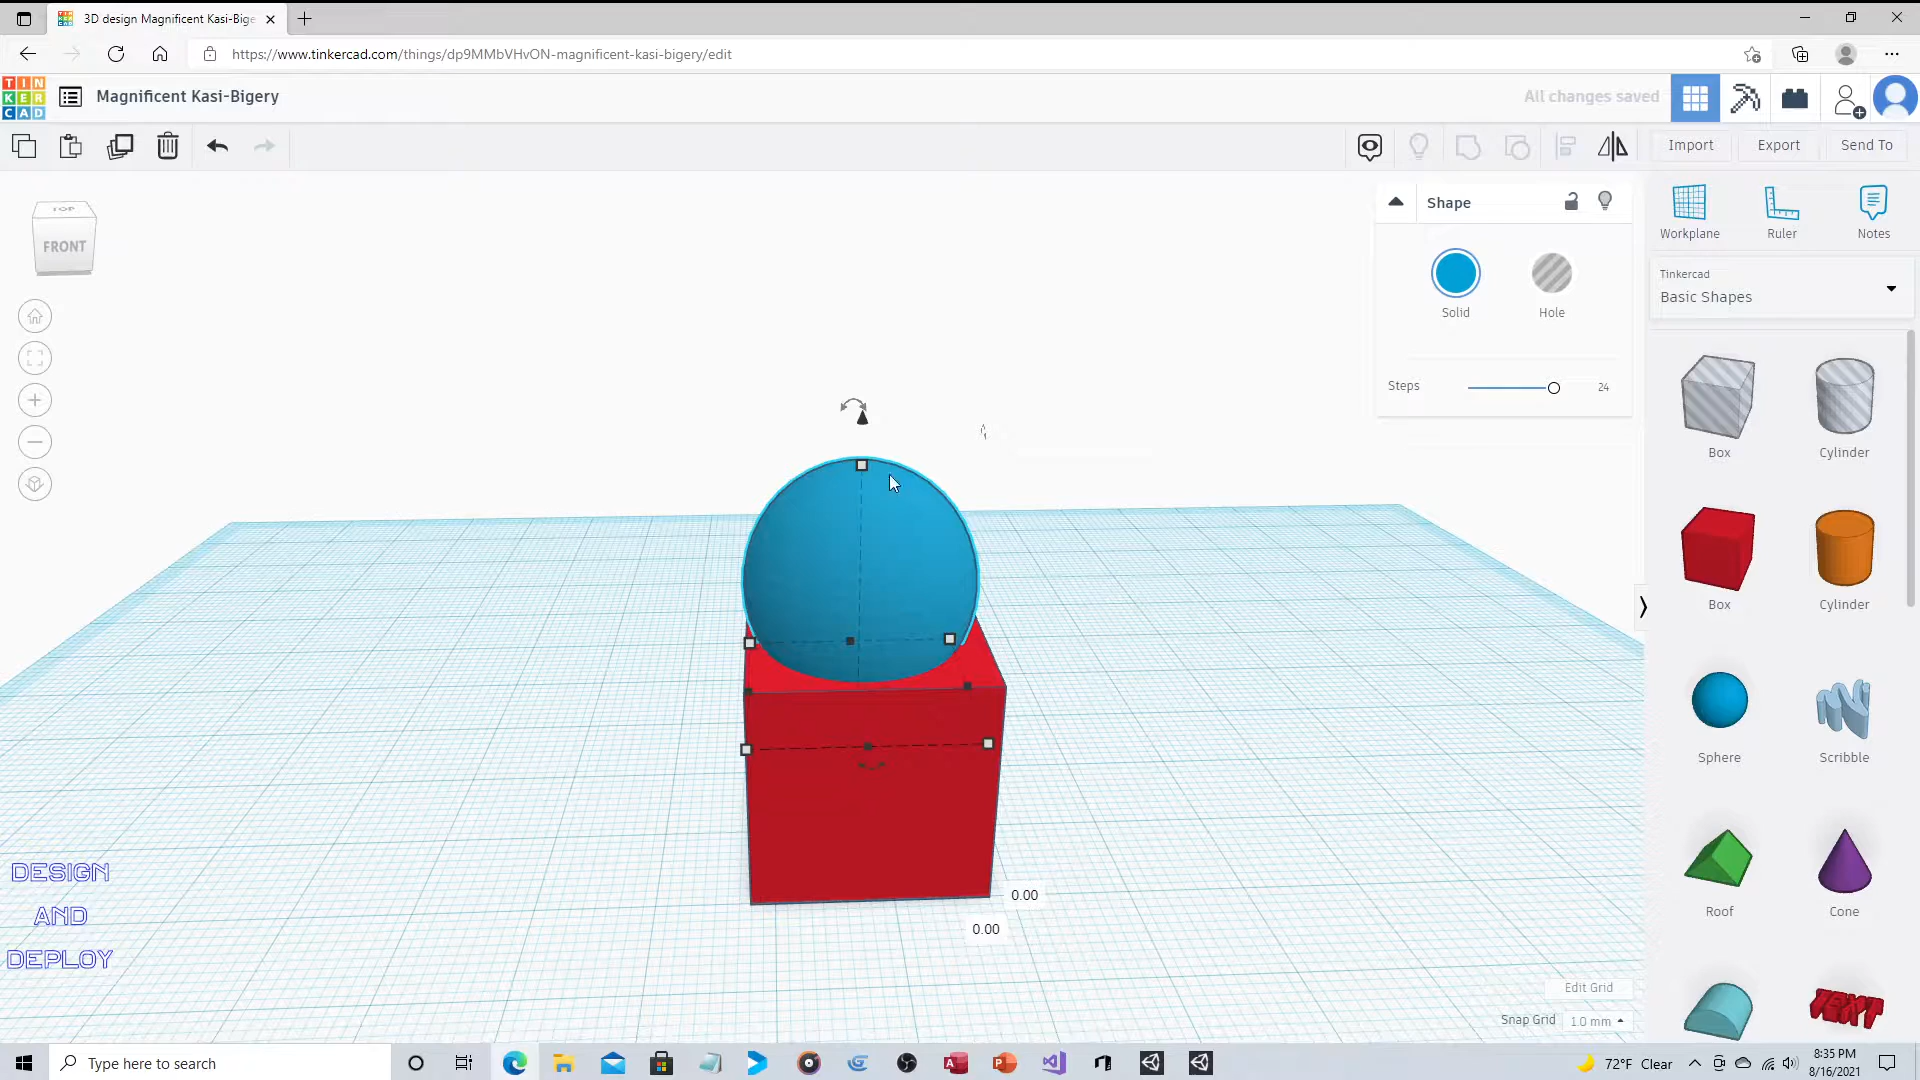 3D design Magnificent Kasi-Bige
https://www.tinkercad.com/things/dp9MMbVHvON-magnificent-kasi-bigery/edit
TIN
KER
CAD
Magnificent Kasi-Bigery
All changes saved
Import
Export
Send To
TOP
FRONT
Shape
Solid
Hole
Steps
24
Workplane
Ruler
Notes
Tinkercad
Basic Shapes
Box
Cylinder
Box
Cylinder
Sphere
Scribble
Roof
Cone
TEXT
0.00
0.00
DESIGN
AND
DEPLOY
Edit Grid
Snap Grid
1.0 mm
Type here to search
72°F Clear
8:35 PM
8/16/2021